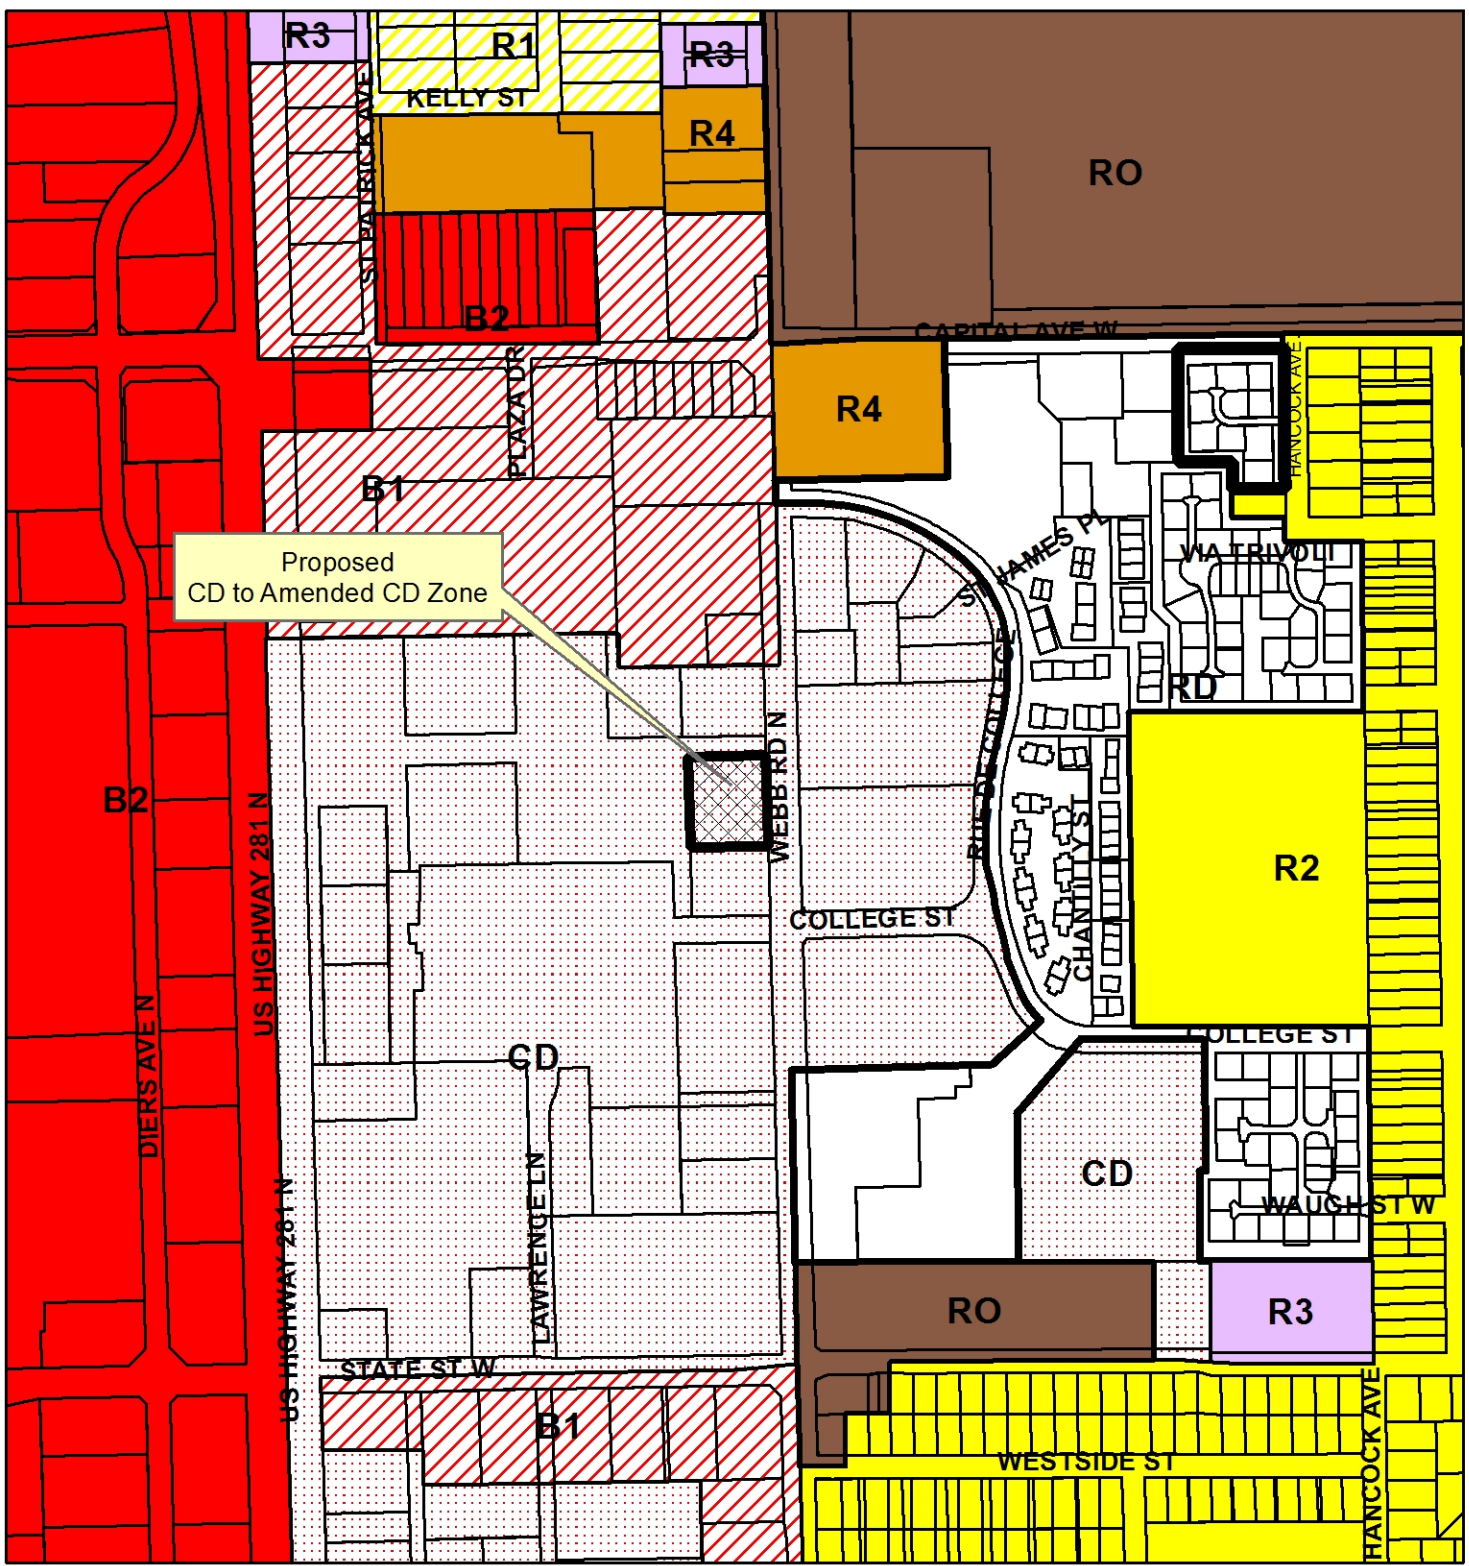 R3
R1
R3
KELLY ST
R4
RO
ST PATRICK AVE
B2
CAPITAL AVE W
PLAZA DR
R4
HANCOCK AVE
B1
Proposed
CD to Amended CD Zone
ST JAMES PL
VIA TRIVOLI
RUE DE COLLEGE
RD
WEBB RD N
B2
US HIGHWAY 281 N
CHANTILLY ST
R2
COLLEGE ST
DIERS AVE N
CD
COLLEGE ST
LAWRENCE LN
CD
WAUGH ST W
US HIGHWAY 281 N
RO
R3
STATE ST W
B1
WESTSIDE ST
HANCOCK AVE